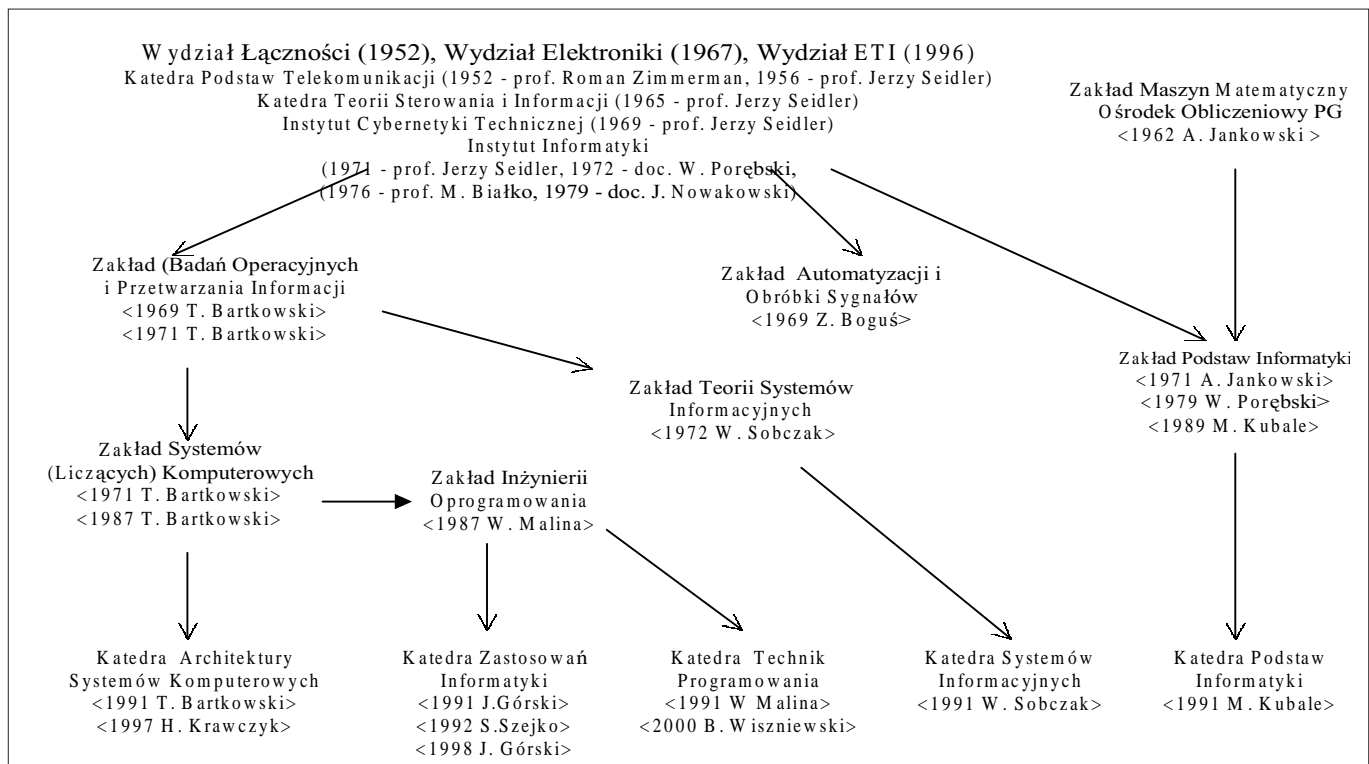 Wydział Łączności (1952), Wydział Elektroniki (1967), Wydział ETI (1996)
Katedra Podstaw Telekomunikacji (1952 - prof. Roman Zimmerman, 1956 - prof. Jerzy Seidler)
Katedra Teorii Sterowania i Informacji (1965 - prof. Jerzy Seidler)
Instytut Cybernetyki Technicznej (1969 - prof. Jerzy Seidler)
Instytut Informatyki
(1971 - prof. Jerzy Seidler, 1972 - doc. W. Porębski,
(1976 - prof. M. Białko, 1979 - doc. J. Nowakowski)
Zakład Maszyn Matematyczny
Ośrodek Obliczeniowy PG
<1962 A. Jankowski >
Zakład (Badań Operacyjnych
i Przetwarzania Informacji
<1969 T. Bartkowski>
<1971 T. Bartkowski>
Zakład Automatyzacji i
Obróbki Sygnałów
<1969 Z. Boguś>
Zakład Podstaw Informatyki
<1971 A. Jankowski>
<1979 W. Porębski>
<1989 M. Kubale>
Zakład Teorii Systemów
Informacyjnych
<1972 W. Sobczak>
Zakład Systemów
(Liczących) Komputerowych
<1971 T. Bartkowski>
<1987 T. Bartkowski>
Zakład Inżynierii
Oprogramowania
<1987 W. Malina>
Katedra Architektury
Systemów Komputerowych
<1991 T. Bartkowski>
<1997 H. Krawczyk>
Katedra Zastosowań
Informatyki
<1991 J.Górski>
<1992 S.Szejko>
<1998 J. Górski>
Katedra Technik
Programowania
<1991 W Malina>
<2000 B. Wiszniewski>
Katedra Systemów
Informacyjnych
<1991 W. Sobczak>
Katedra Podstaw
Informatyki
<1991 M. Kubale>